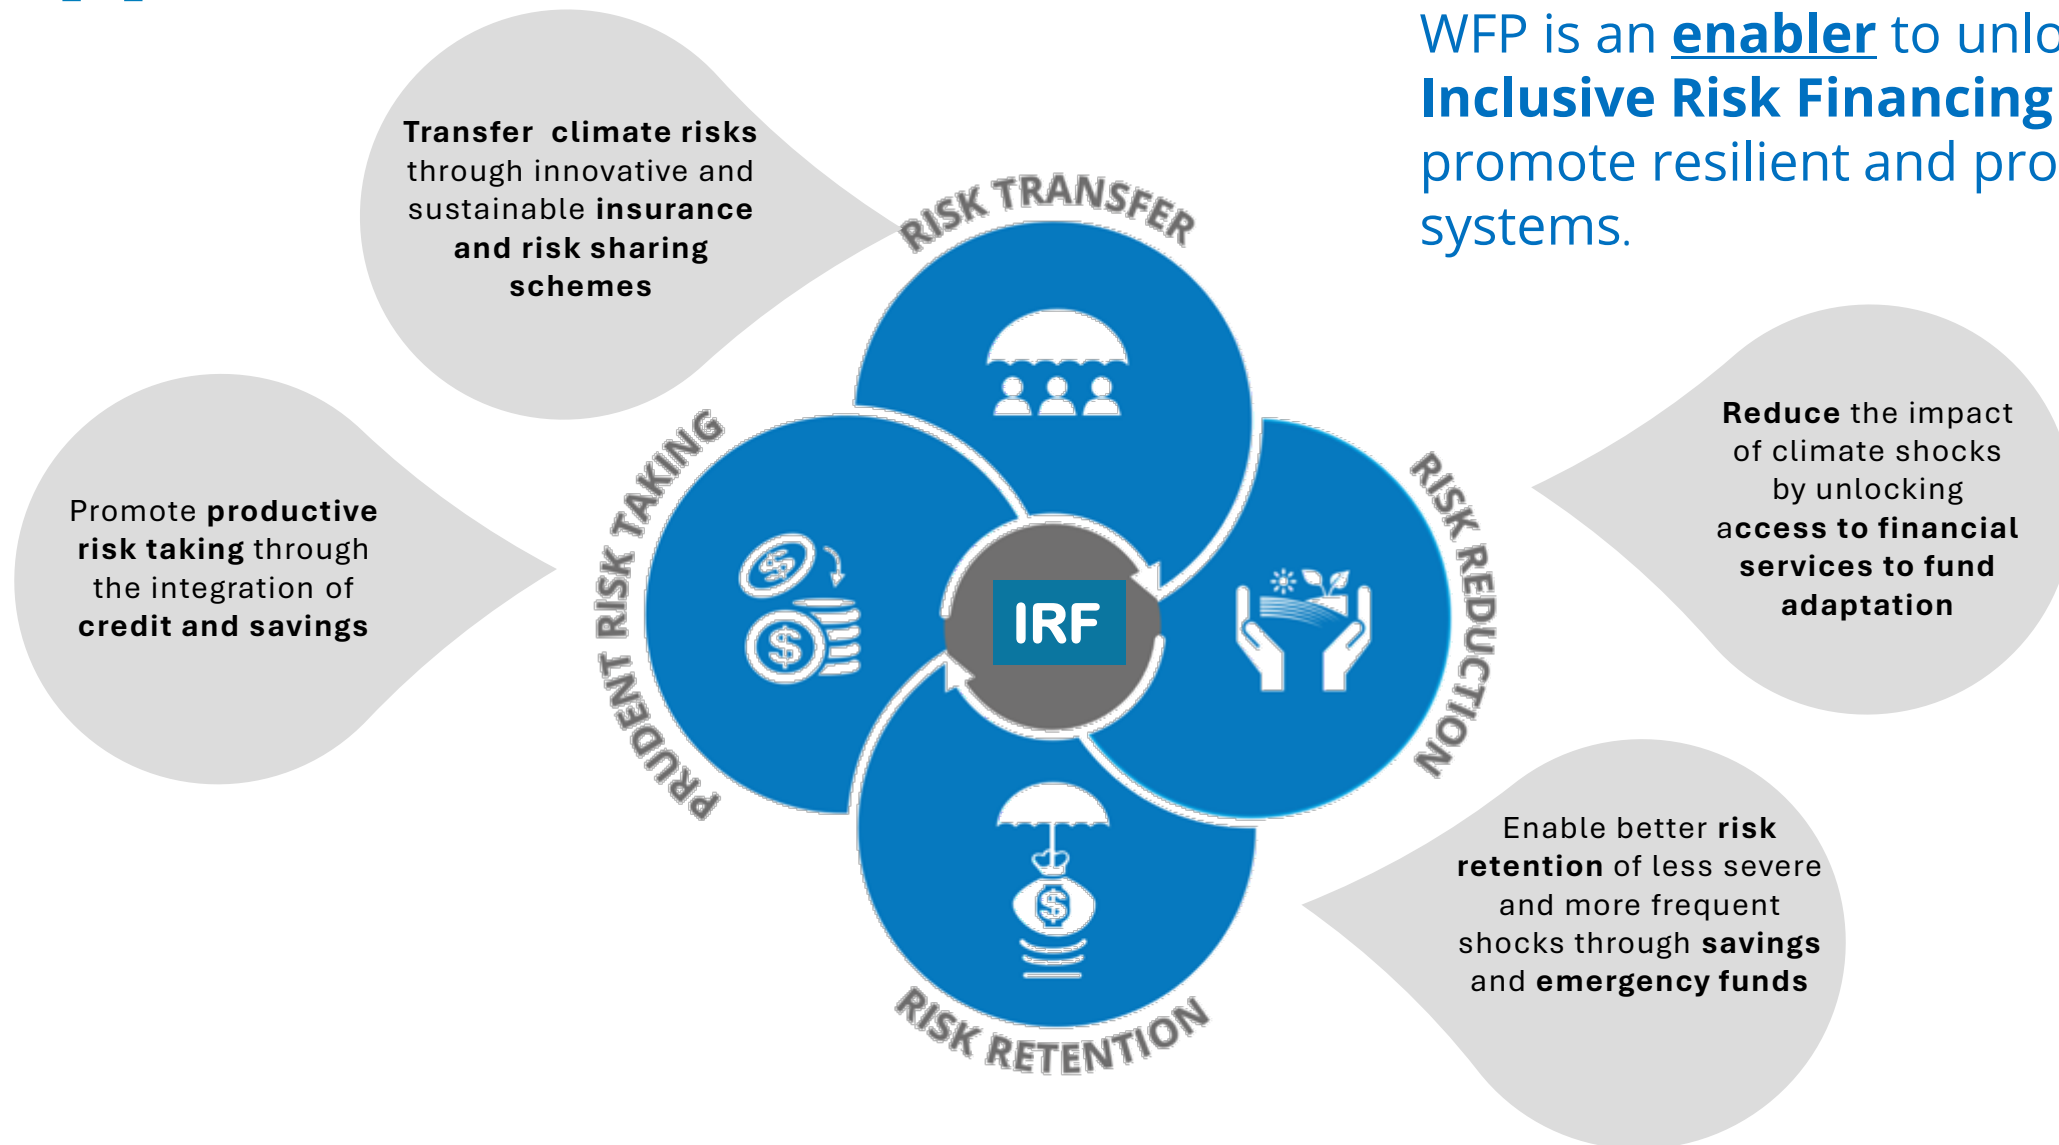 WFP is an enabler to
Inclusive Risk Financing
promote resilient and
systems.
Transfer climate risks
through innovative and
sustainable insurance
and risk sharing
schemes
RISK TRANSFER
Promote productive
risk taking through
the integration of
credit and savings
PRUDENT RISK TAKING
IRF
RISK REDUCTION
Reduce the impact
of climate shocks
by unlocking
access to financial
services to fund
adaptation
Enable better risk
retention of less severe
and more frequent
shocks through savings
and emergency funds
RISK RETENTION